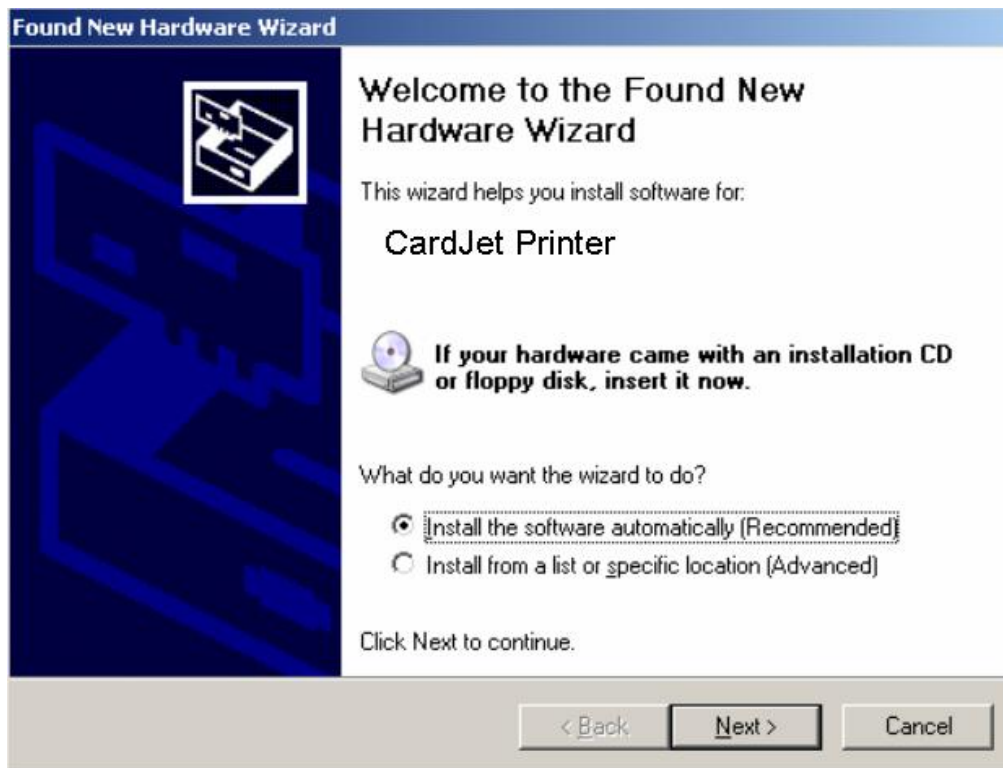 Found New Hardware Wizard
Welcome to the Found New
Hardware Wizard
This wizard helps you install software for:
CardJet Printer
If your hardware came with an installation CD
or floppy disk, insert it now.
What do you want the wizard to do?
Install the software automatically (Recommended)
Install from a list or specific location (Advanced)
Click Next to continue.
< Back Next > Cancel